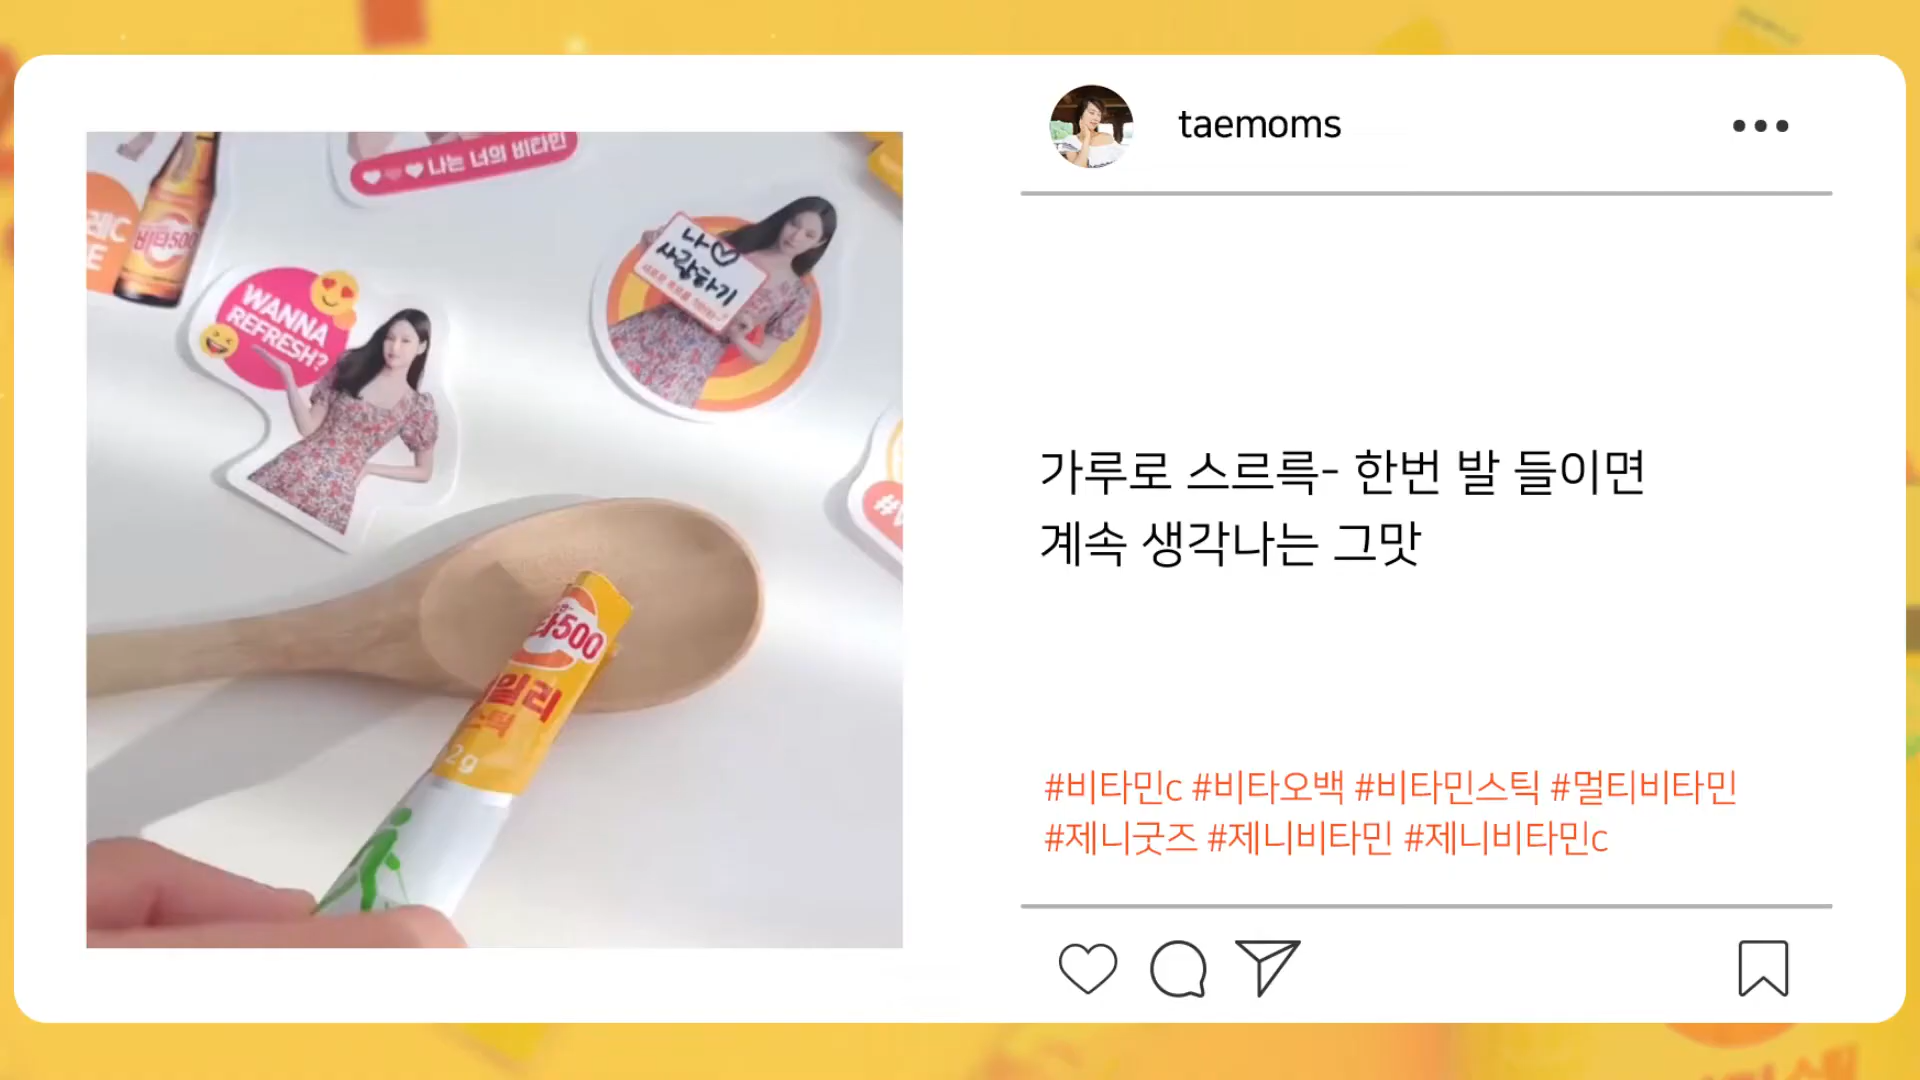 나는 너의 비타민
레C
비타500
E
WANNA
REFRESH?
나♡
사랑하기
타500
일리
스틱
2g
taemoms
가루로 스르륵- 한번 발 들이면
계속 생각나는 그맛
#비타민c #비타오백 #비타민스틱 #멀티비타민
#제니굿즈 #제니비타민 #제니비타민c